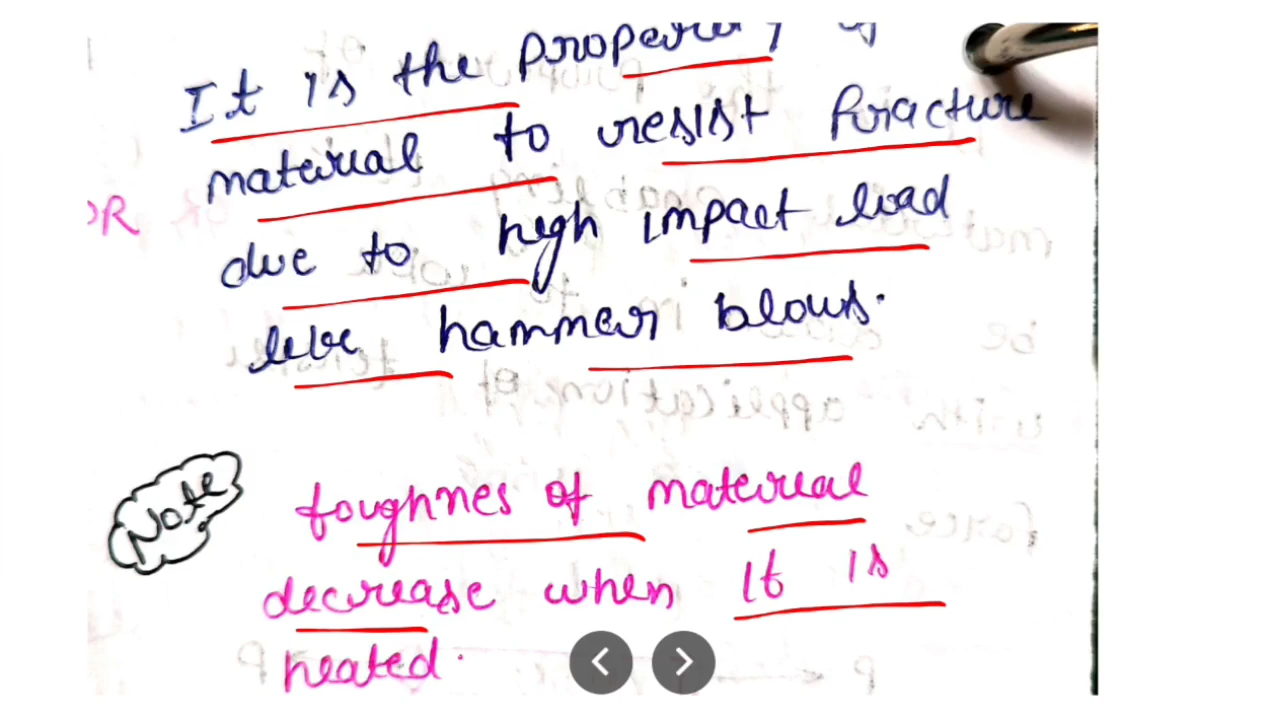 It is the property of
material to resist fracture
OR
due to high impact load
like hammer blows.
Note
toughnes of material
decrease when it is
heated.